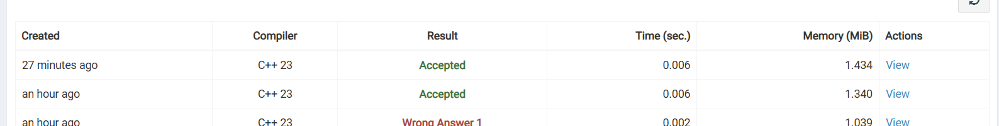 Created Compiler Result Time (sec.) Memory (MiB) Actions
27 minutes ago C++ 23 Accepted 0.006 1.434 View
an hour ago C++ 23 Accepted 0.006 1.340 View
an hour ago C++ 23 Wrong Answer 1 0.002 1.039 View